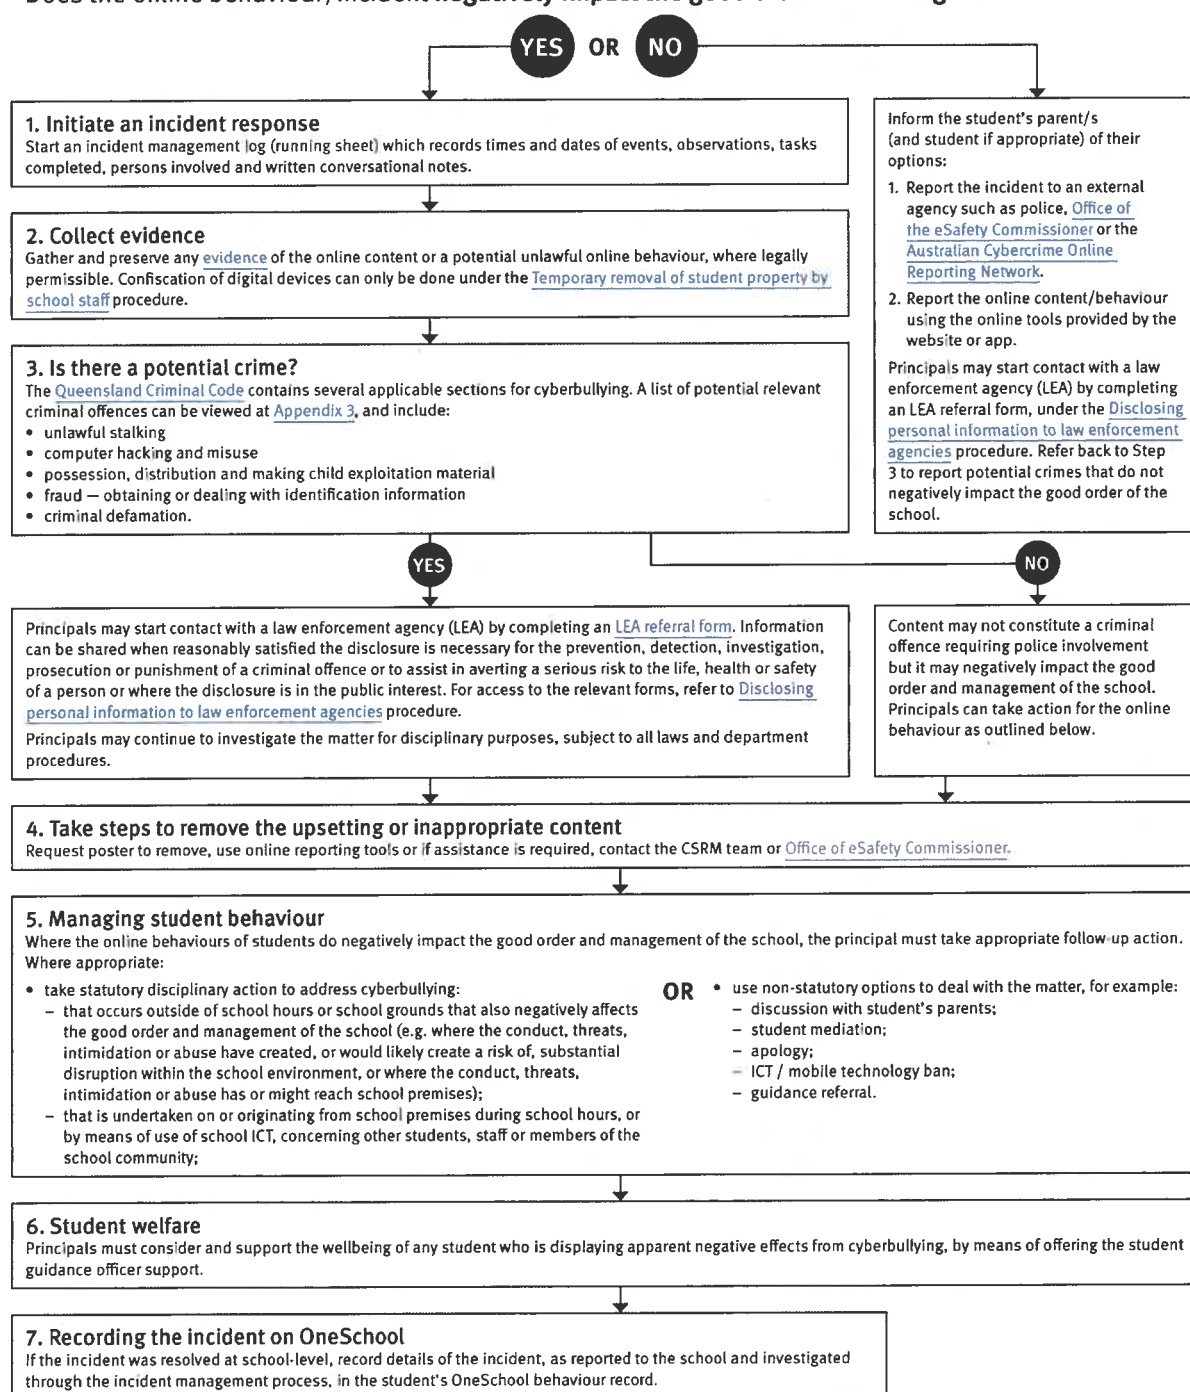 YES OR NO
1. Initiate an incident response
Start an incident management log (running sheet) which records times and dates of events, observations, tasks
completed, persons involved and written conversational notes.
2. Collect evidence
Gather and preserve any evidence of the online content or a potential unlawful online behaviour, where legally
permissible. Confiscation of digital devices can only be done under the Temporary removal of student property by
school staff procedure.
3. Is there a potential crime?
The Queensland Criminal Code contains several applicable sections for cyberbullying. A list of potential relevant
criminal offences can be viewed at Appendix 3, and include:
• unlawful stalking
• computer hacking and misuse
• possession, distribution and making child exploitation material
• fraud — obtaining or dealing with identification information
• criminal defamation.
Inform the student's parent/s
(and student if appropriate) of their
options:
1. Report the incident to an external
agency such as police, Office of
the eSafety Commissioner or the
Australian Cybercrime Online
Reporting Network.
2. Report the online content/behaviour
using the online tools provided by the
website or app.
Principals may start contact with a law
enforcement agency (LEA) by completing
an LEA referral form, under the Disclosing
personal information to law enforcement
agencies procedure. Refer back to Step
3 to report potential crimes that do not
negatively impact the good order of the
school.
YES
NO
Principals may start contact with a law enforcement agency (LEA) by completing an LEA referral form. Information
can be shared when reasonably satisfied the disclosure is necessary for the prevention, detection, investigation,
prosecution or punishment of a criminal offence or to assist in averting a serious risk to the life, health or safety
of a person or where the disclosure is in the public interest. For access to the relevant forms, refer to Disclosing
personal information to law enforcement agencies procedure.
Principals may continue to investigate the matter for disciplinary purposes, subject to all laws and department
procedures.
Content may not constitute a criminal
offence requiring police involvement
but it may negatively impact the good
order and management of the school.
Principals can take action for the online
behaviour as outlined below.
4. Take steps to remove the upsetting or inappropriate content
Request poster to remove, use online reporting tools or if assistance is required, contact the CSRM team or Office of eSafety Commissioner.
5. Managing student behaviour
Where the online behaviours of students do negatively impact the good order and management of the school, the principal must take appropriate follow-up action.
Where appropriate:
• take statutory disciplinary action to address cyberbullying:
– that occurs outside of school hours or school grounds that also negatively affects
the good order and management of the school (e.g. where the conduct, threats,
intimidation or abuse have created, or would likely create a risk of, substantial
disruption within the school environment, or where the conduct, threats,
intimidation or abuse has or might reach school premises);
– that is undertaken on or originating from school premises during school hours, or
by means of use of school ICT, concerning other students, staff or members of the
school community;
OR
• use non-statutory options to deal with the matter, for example:
– discussion with student's parents;
– student mediation;
– apology;
– ICT / mobile technology ban;
– guidance referral.
6. Student welfare
Principals must consider and support the wellbeing of any student who is displaying apparent negative effects from cyberbullying, by means of offering the student
guidance officer support.
7. Recording the incident on OneSchool
If the incident was resolved at school-level, record details of the incident, as reported to the school and investigated
through the incident management process, in the student's OneSchool behaviour record.